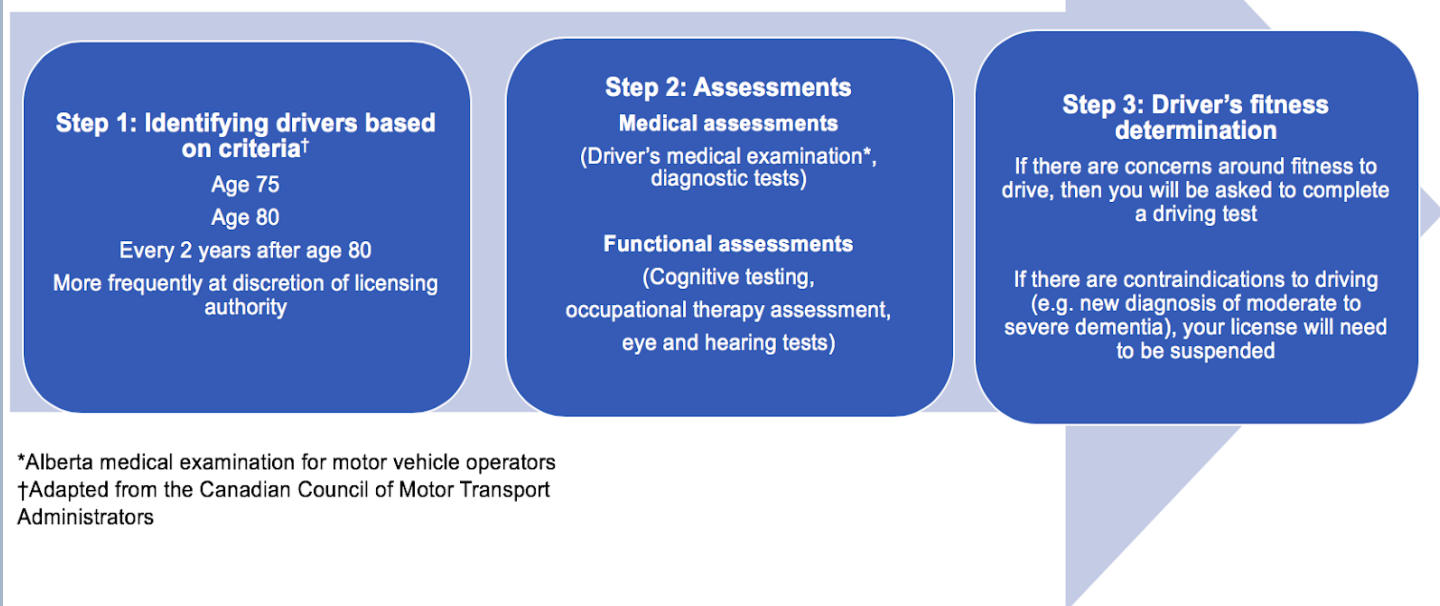 Step 1: Identifying drivers based
on criteria†
Age 75
Age 80
Every 2 years after age 80
More frequently at discretion of licensing
authority
Step 2: Assessments
Medical assessments
(Driver's medical examination*,
diagnostic tests)
Functional assessments
(Cognitive testing,
occupational therapy assessment,
eye and hearing tests)
Step 3: Driver's fitness
determination
If there are concerns around fitness to
drive, then you will be asked to complete
a driving test
If there are contraindications to driving
(e.g. new diagnosis of moderate to
severe dementia), your license will need
to be suspended
*Alberta medical examination for motor vehicle operators
†Adapted from the Canadian Council of Motor Transport
Administrators